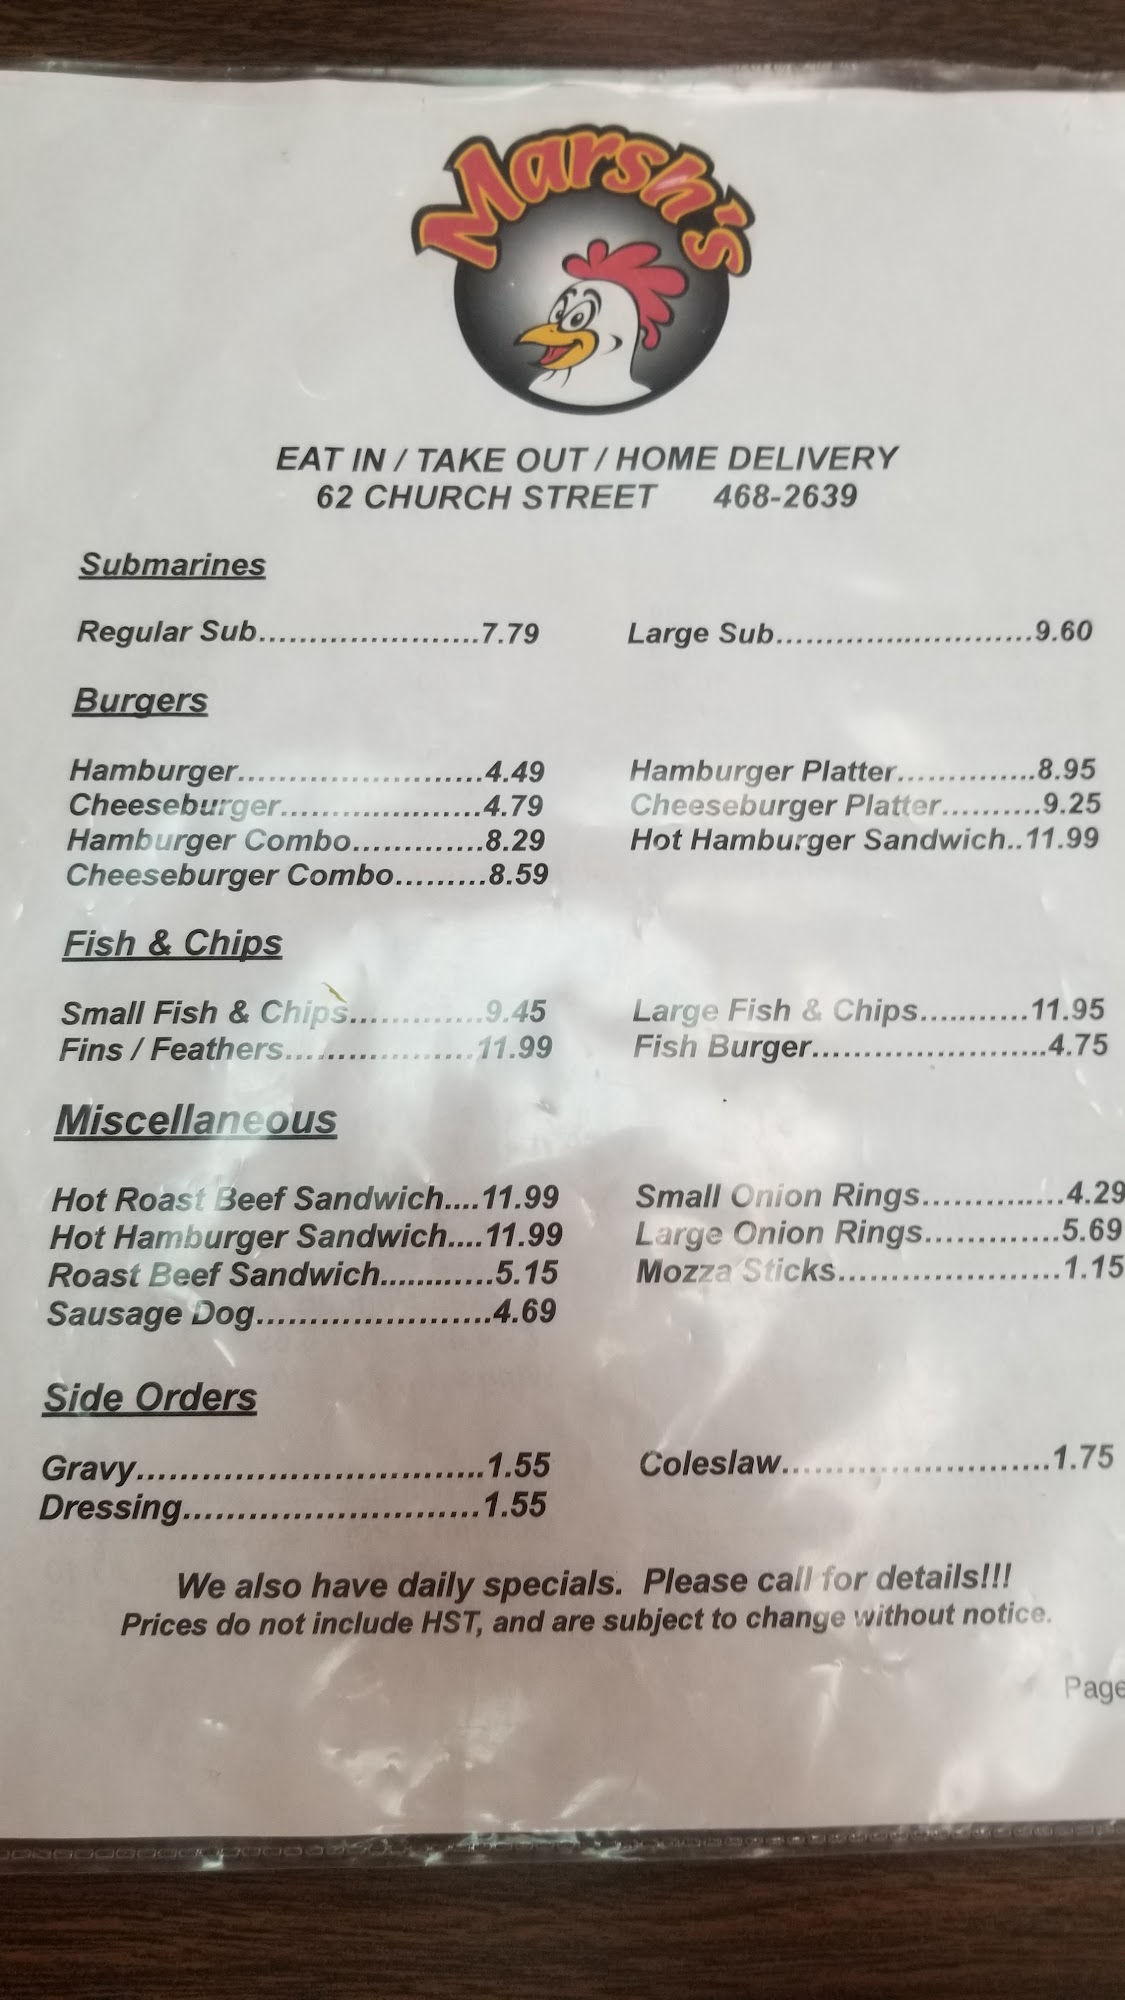 Marsh's
EAT IN / TAKE OUT / HOME DELIVERY
62 CHURCH STREET 468-2639
Submarines
Regular Sub......................7.79 Large Sub..........................9.60
Burgers
Hamburger........................4.49 Hamburger Platter..............8.95
Cheeseburger....................4.79 Cheeseburger Platter..........9.25
Hamburger Combo.............8.29 Hot Hamburger Sandwich..11.99
Cheeseburger Combo.........8.59
Fish & Chips
Small Fish & Chips.............9.45 Large Fish & Chips...........11.95
Fins / Feathers..................11.99 Fish Burger.......................4.75
Miscellaneous
Hot Roast Beef Sandwich....11.99 Small Onion Rings..............4.29
Hot Hamburger Sandwich....11.99 Large Onion Rings.............5.69
Roast Beef Sandwich............5.15 Mozza Sticks......................1.15
Sausage Dog.......................4.69
Side Orders
Gravy................................1.55 Coleslaw..........................1.75
Dressing............................1.55
We also have daily specials. Please call for details!!!
Prices do not include HST, and are subject to change without notice.
Page